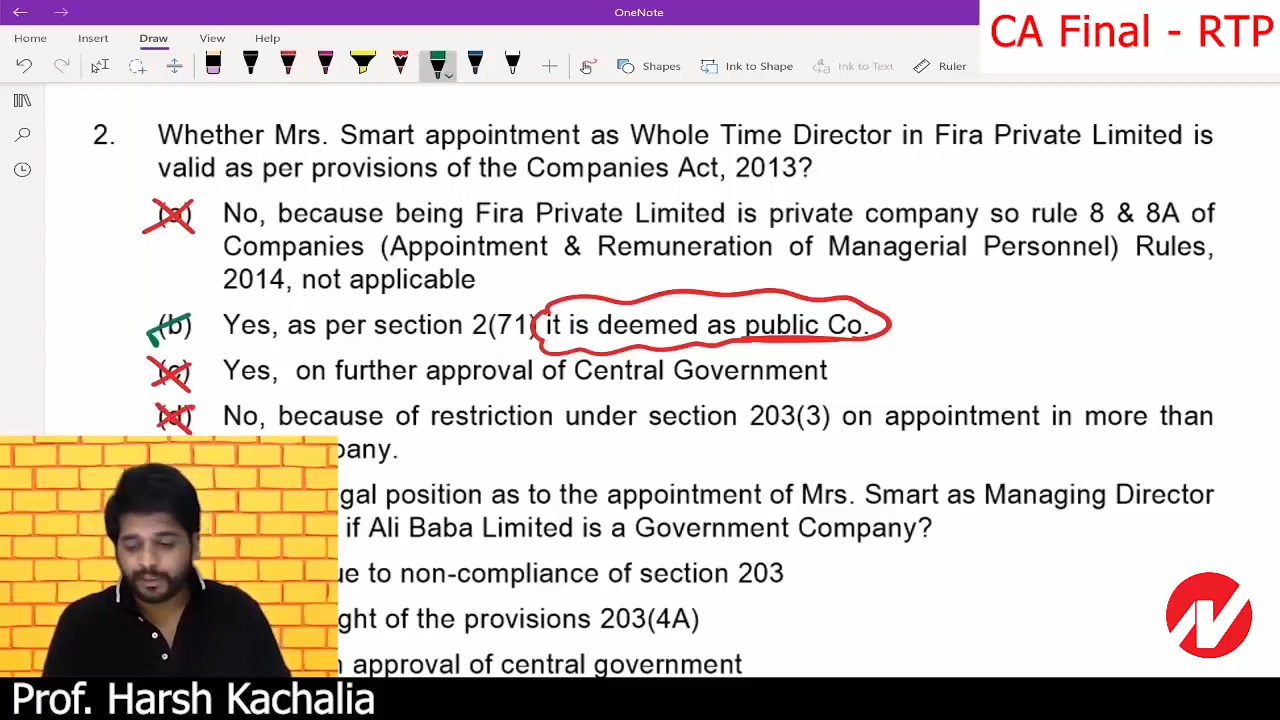 OneNote
CA Final - RTP
Home Insert Draw View Help
Shapes Ink to Shape Ink to Text Ruler
2. Whether Mrs. Smart appointment as Whole Time Director in Fira Private Limited is
valid as per provisions of the Companies Act, 2013?
(a) No, because being Fira Private Limited is private company so rule 8 & 8A of
Companies (Appointment & Remuneration of Managerial Personnel) Rules,
2014, not applicable
(b) Yes, as per section 2(71) it is deemed as public Co.
(c) Yes, on further approval of Central Government
(d) No, because of restriction under section 203(3) on appointment in more than
pany.
gal position as to the appointment of Mrs. Smart as Managing Director
if Ali Baba Limited is a Government Company?
ue to non-compliance of section 203
ght of the provisions 203(4A)
approval of central government
Prof. Harsh Kachalia